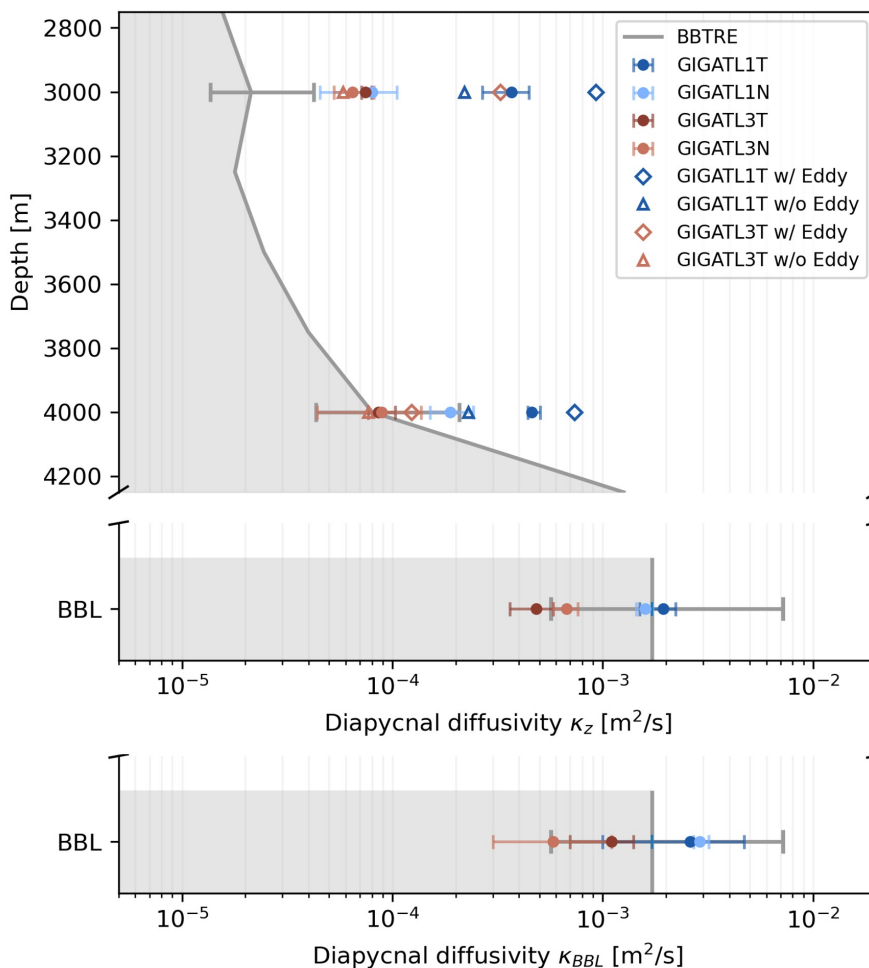 2800
3000
3200
3400
3600
3800
4000
4200
Depth [m]
BBTRE
GIGATL1T
GIGATL1N
GIGATL3T
GIGATL3N
GIGATL1T w/ Eddy
GIGATL1T w/o Eddy
GIGATL3T w/ Eddy
GIGATL3T w/o Eddy
BBL
10⁻⁵ 10⁻⁴ 10⁻³ 10⁻²
Diapycnal diffusivity κ_z [m²/s]
BBL
10⁻⁵ 10⁻⁴ 10⁻³ 10⁻²
Diapycnal diffusivity κ_BBL [m²/s]